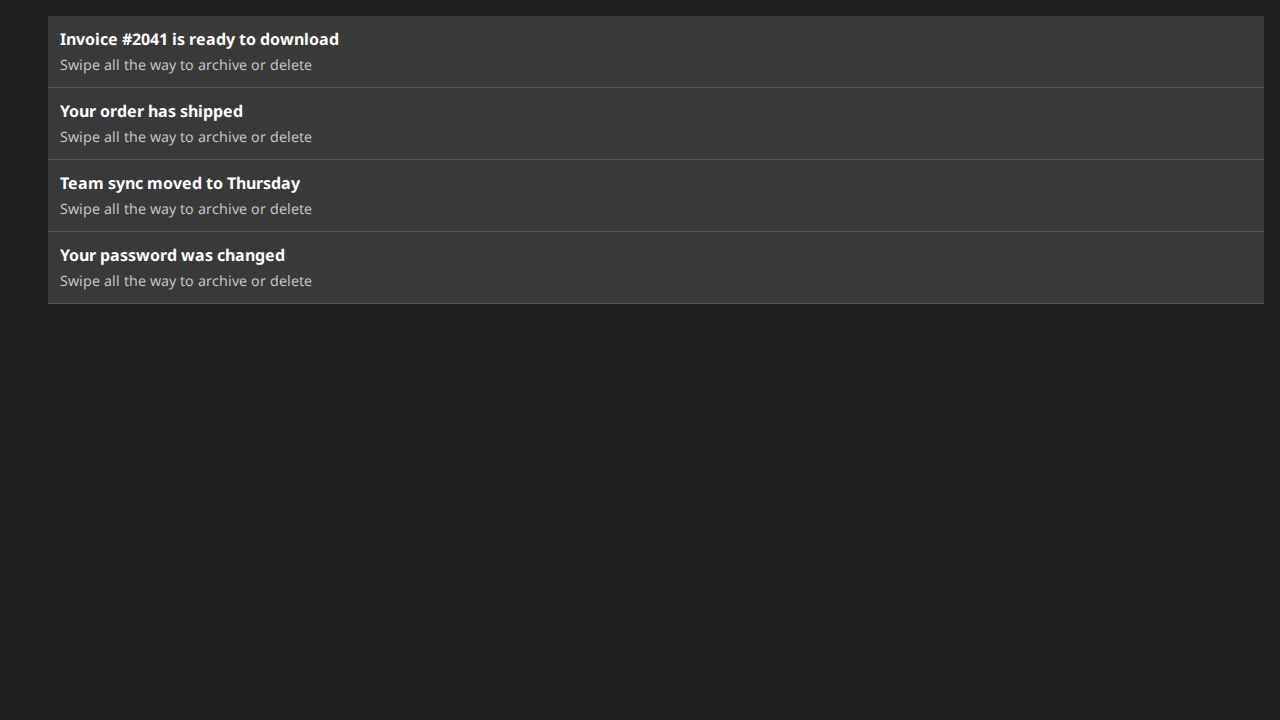 Invoice #2041 is ready to download
Swipe all the way to archive or delete
Your order has shipped
Swipe all the way to archive or delete
Team sync moved to Thursday
Swipe all the way to archive or delete
Your password was changed
Swipe all the way to archive or delete